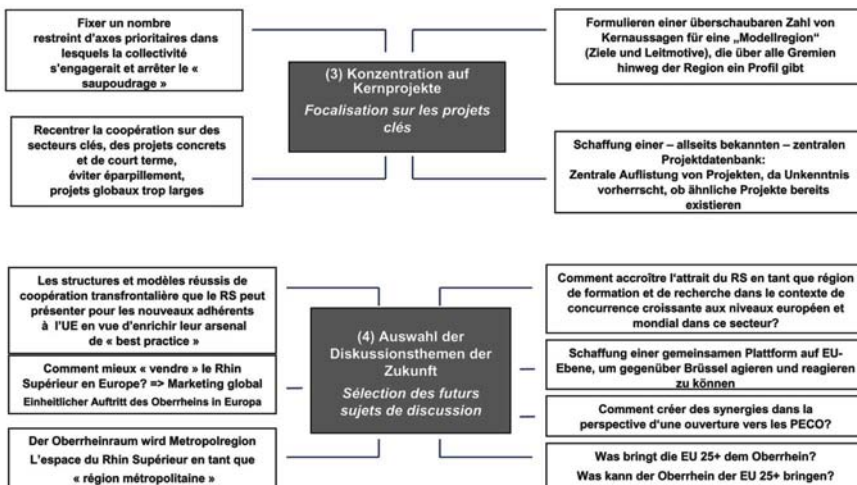 Fixer un nombre
restreint d'axes prioritaires dans
lesquels la collectivité
s'engagerait et arrêter le «
saupoudrage »
Recentrer la coopération sur des
secteurs clés, des projets concrets
et de court terme,
éviter éparpillement,
projets globaux trop larges
(3) Konzentration auf
Kernprojekte
Focalisation sur les projets
clés
Formulieren einer überschaubaren Zahl von
Kernaussagen für eine „Modellregion“
(Ziele und Leitmotive), die über alle Gremien
hinweg der Region ein Profil gibt
Schaffung einer – allseits bekannten – zentralen
Projektdatenbank:
Zentrale Auflistung von Projekten, da Unkenntnis
vorherrscht, ob ähnliche Projekte bereits
existieren
Les structures et modèles réussis de
coopération transfrontalière que le RS peut
présenter pour les nouveaux adhérents
à l'UE en vue d'enrichir leur arsenal
de « best practice »
Comment mieux « vendre » le Rhin
Supérieur en Europe? => Marketing global
Einheitlicher Auftritt des Oberrheins in Europa
Der Oberrheinraum wird Metropolregion
L'espace du Rhin Supérieur en tant que
« région métropolitaine »
(4) Auswahl der
Diskussionsthemen der
Zukunft
Sélection des futurs
sujets de discussion
Comment accroître l'attrait du RS en tant que région
de formation et de recherche dans le contexte de
concurrence croissante aux niveaux européen et
mondial dans ce secteur?
Schaffung einer gemeinsamen Plattform auf EU-
Ebene, um gegenüber Brüssel agieren und reagieren
zu können
Comment créer des synergies dans la
perspective d'une ouverture vers les PECO?
Was bringt die EU 25+ dem Oberrhein?
Was kann der Oberrhein der EU 25+ bringen?